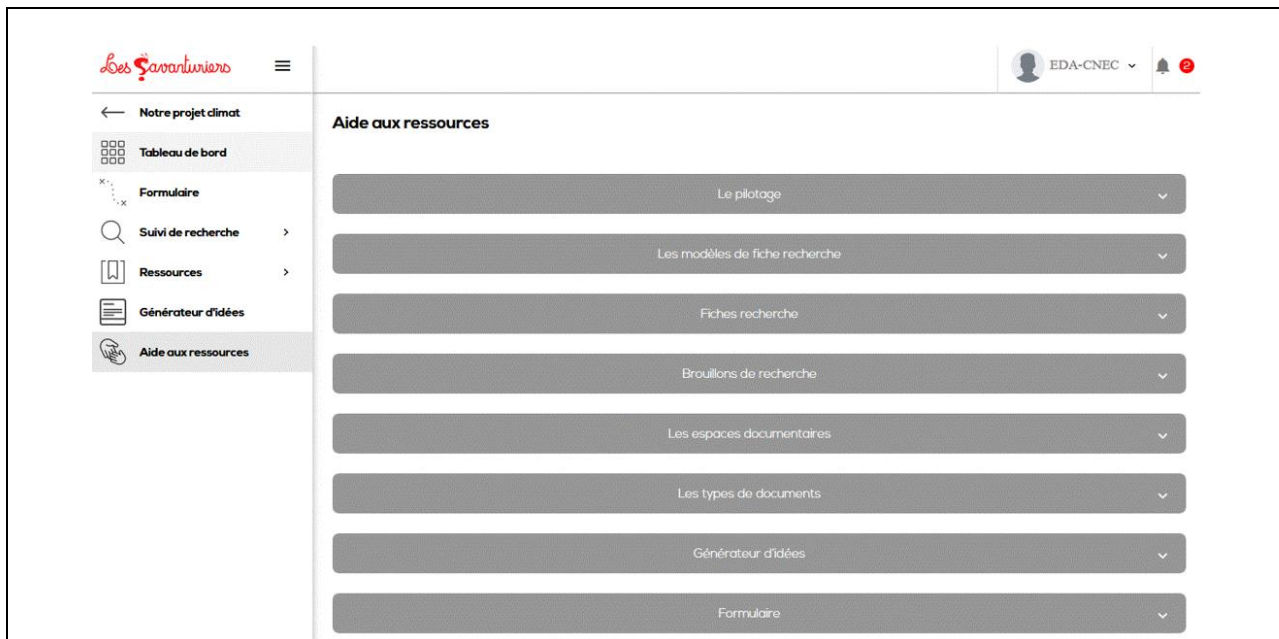 Les Savanturiers
EDA-CNEC
2
Notre projet climat
Tableau de bord
Formulaire
Suivi de recherche
Ressources
Générateur d'idées
Aide aux ressources
Aide aux ressources
Le pilotage
Les modèles de fiche recherche
Fiches recherche
Brouillons de recherche
Les espaces documentaires
Les types de documents
Générateur d'idées
Formulaire